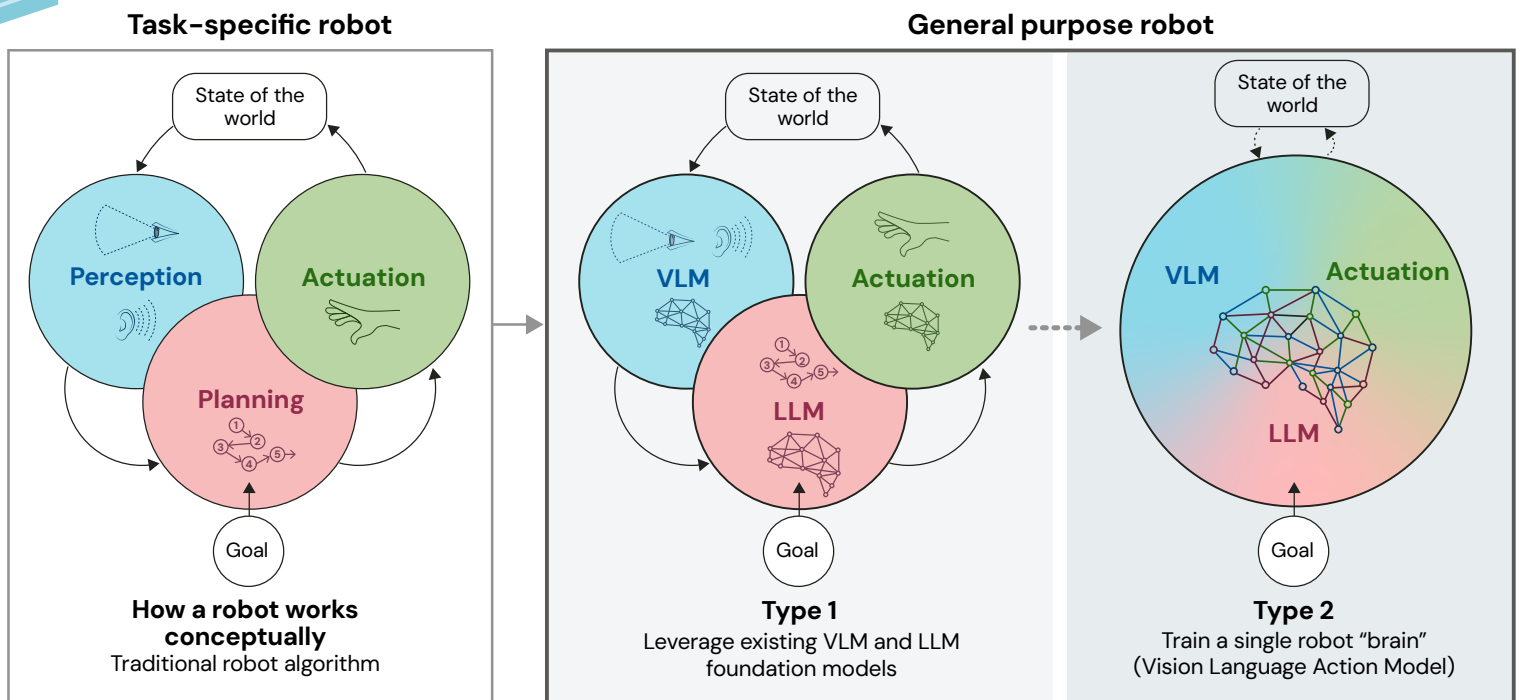 Task-specific robot
General purpose robot
State of the
world
Perception
Actuation
Planning
1
2
3
4
5
Goal
How a robot works
conceptually
Traditional robot algorithm
State of the
world
VLM
Actuation
1
2
3
4
5
LLM
Goal
Type 1
Leverage existing VLM and LLM
foundation models
State of the
world
VLM
Actuation
LLM
Goal
Type 2
Train a single robot “brain”
(Vision Language Action Model)